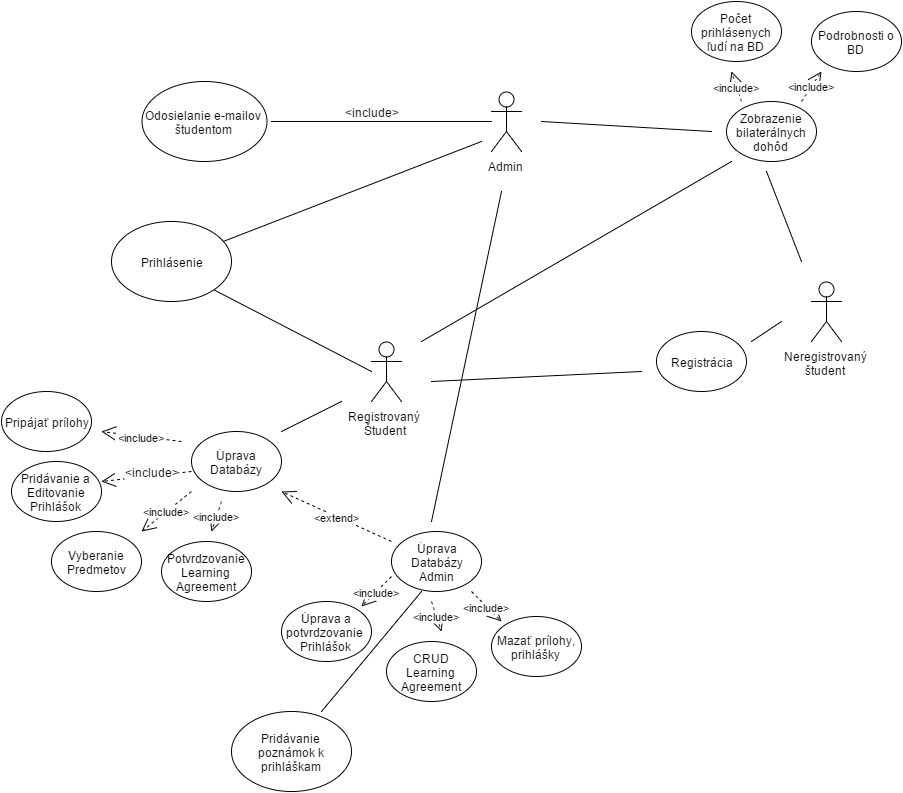 Počet
prihlásenych
ľudí na BD
Podrobnosti o
BD
<include>
<include>
Odosielanie e-mailov
študentom
<include>
Admin
Zobrazenie
bilaterálnych
dohôd
Prihlásenie
Registrovaný
Študent
Registrácia
Neregistrovaný
študent
Pripájať prílohy
<include>
Úprava
Databázy
Pridávanie a
Editovanie
Prihlášok
<include>
<include>
<include>
<extend>
Vyberanie
Predmetov
Potvrdzovanie
Learning
Agreement
Úprava
Databázy
Admin
<include>
<include>
<include>
Úprava a
potvrdzovanie
Prihlášok
CRUD
Learning
Agreement
Mazať prílohy,
prihlášky
Pridávanie
poznámok k
prihláškam